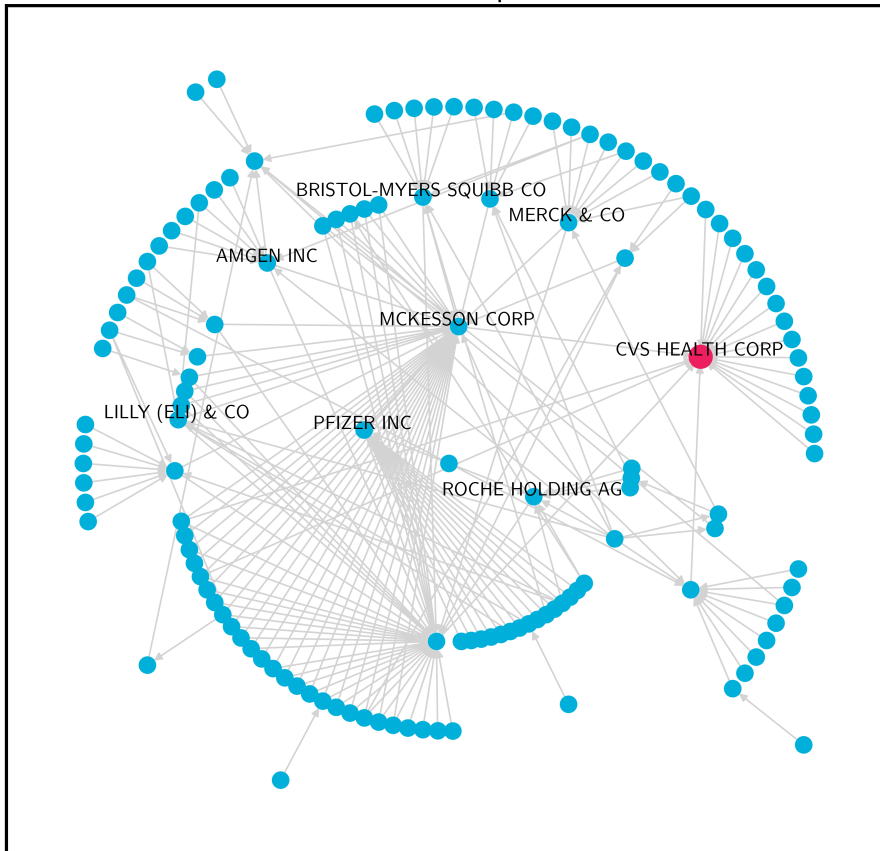 BRISTOL-MYERS SQUIBB CO
MERCK & CO
AMGEN INC
MCKESSON CORP
CVS HEALTH CORP
LILLY (ELI) & CO
PFIZER INC
ROCHE HOLDING AG